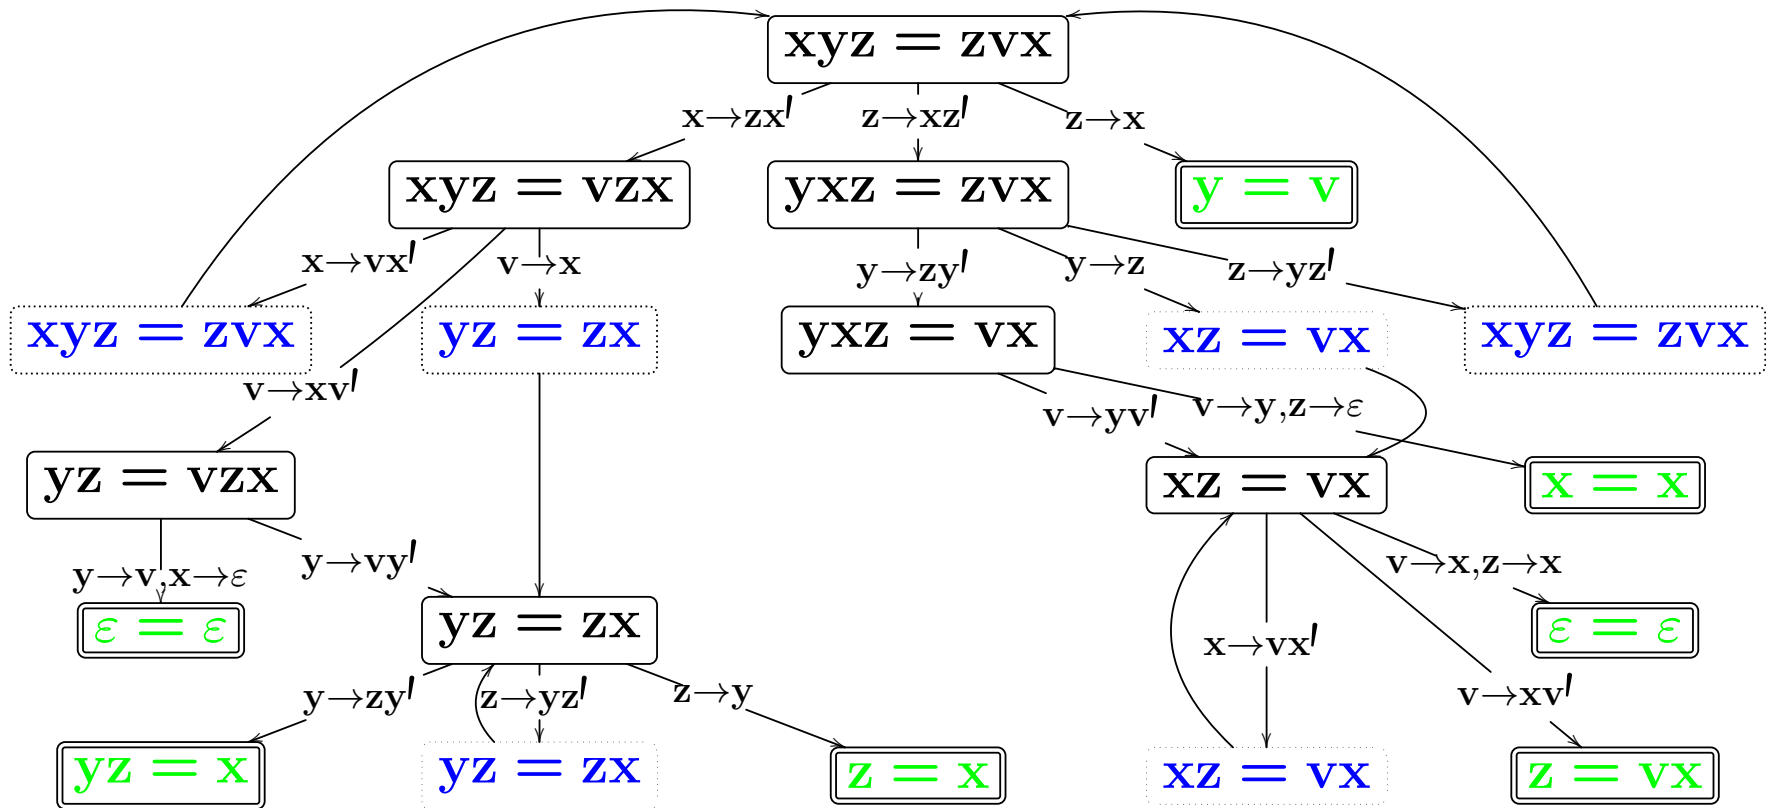 xyz = zvx
x→zx′
z→xz′
z→x
xyz = vzx
yxz = zvx
y = v
x→vx′
v→x
y→zy′
y→z
z→yz′
xyz = zvx
yz = zx
yxz = vx
xz = vx
xyz = zvx
v→xv′
v→yv′
v→y,z→ε
yz = vzx
xz = vx
x = x
y→v,x→ε
y→vy′
v→x,z→x
ε = ε
yz = zx
x→vx′
ε = ε
y→zy′
z→yz′
z→y
v→xv′
yz = x
yz = zx
z = x
xz = vx
z = vx